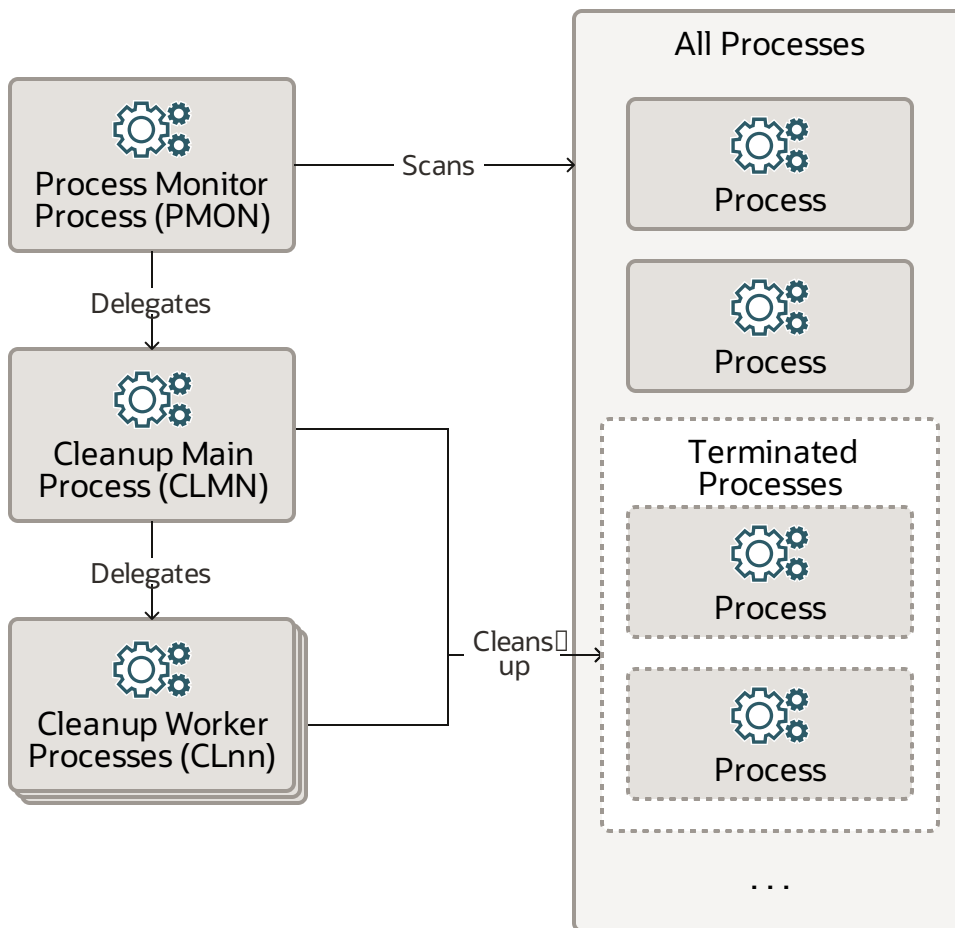 All Processes
Process Monitor
Process (PMON)
Scans
Process
Delegates
Process
Cleanup Main
Process (CLMN)
Terminated
Processes
Process
Delegates
Cleans
up
Cleanup Worker
Processes (CLnn)
Process
...